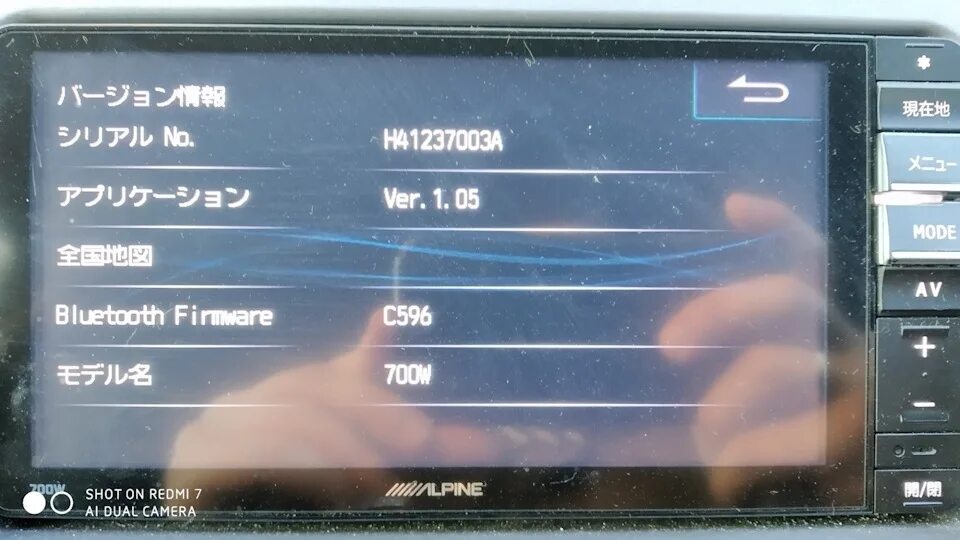 バージョン情報
シリアル No. H41237003A
アプリケーション Ver.1.05
全国地図
Bluetooth Firmware C596
モデル名 700W
✱
現在地
メニュー
MODE
AV
+
−
開/閉
700W
ALPINE
SHOT ON REDMI 7
AI DUAL CAMERA